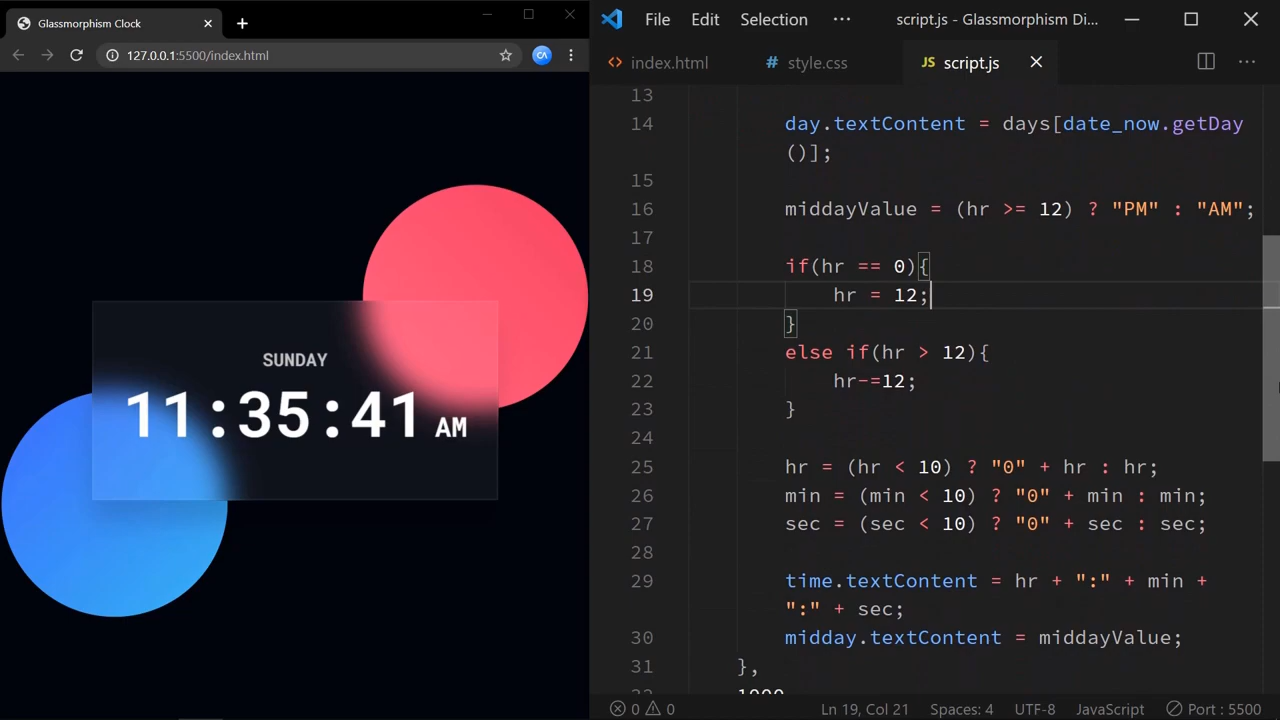 Glassmorphism Clock
127.0.0.1:5500/index.html
CA
SUNDAY
11:35:41 AM
File Edit Selection ··· script.js - Glassmorphism Di...
index.html # style.css JS script.js
13
14 day.textContent = days[date_now.getDay
()];
15
16 middayValue = (hr >= 12) ? "PM" : "AM";
17
18 if(hr == 0){
19 hr = 12;
20 }
21 else if(hr > 12){
22 hr-=12;
23 }
24
25 hr = (hr < 10) ? "0" + hr : hr;
26 min = (min < 10) ? "0" + min : min;
27 sec = (sec < 10) ? "0" + sec : sec;
28
29 time.textContent = hr + ":" + min +
":" + sec;
30 midday.textContent = middayValue;
31 },
0 0 Ln 19, Col 21 Spaces: 4 UTF-8 JavaScript Port : 5500